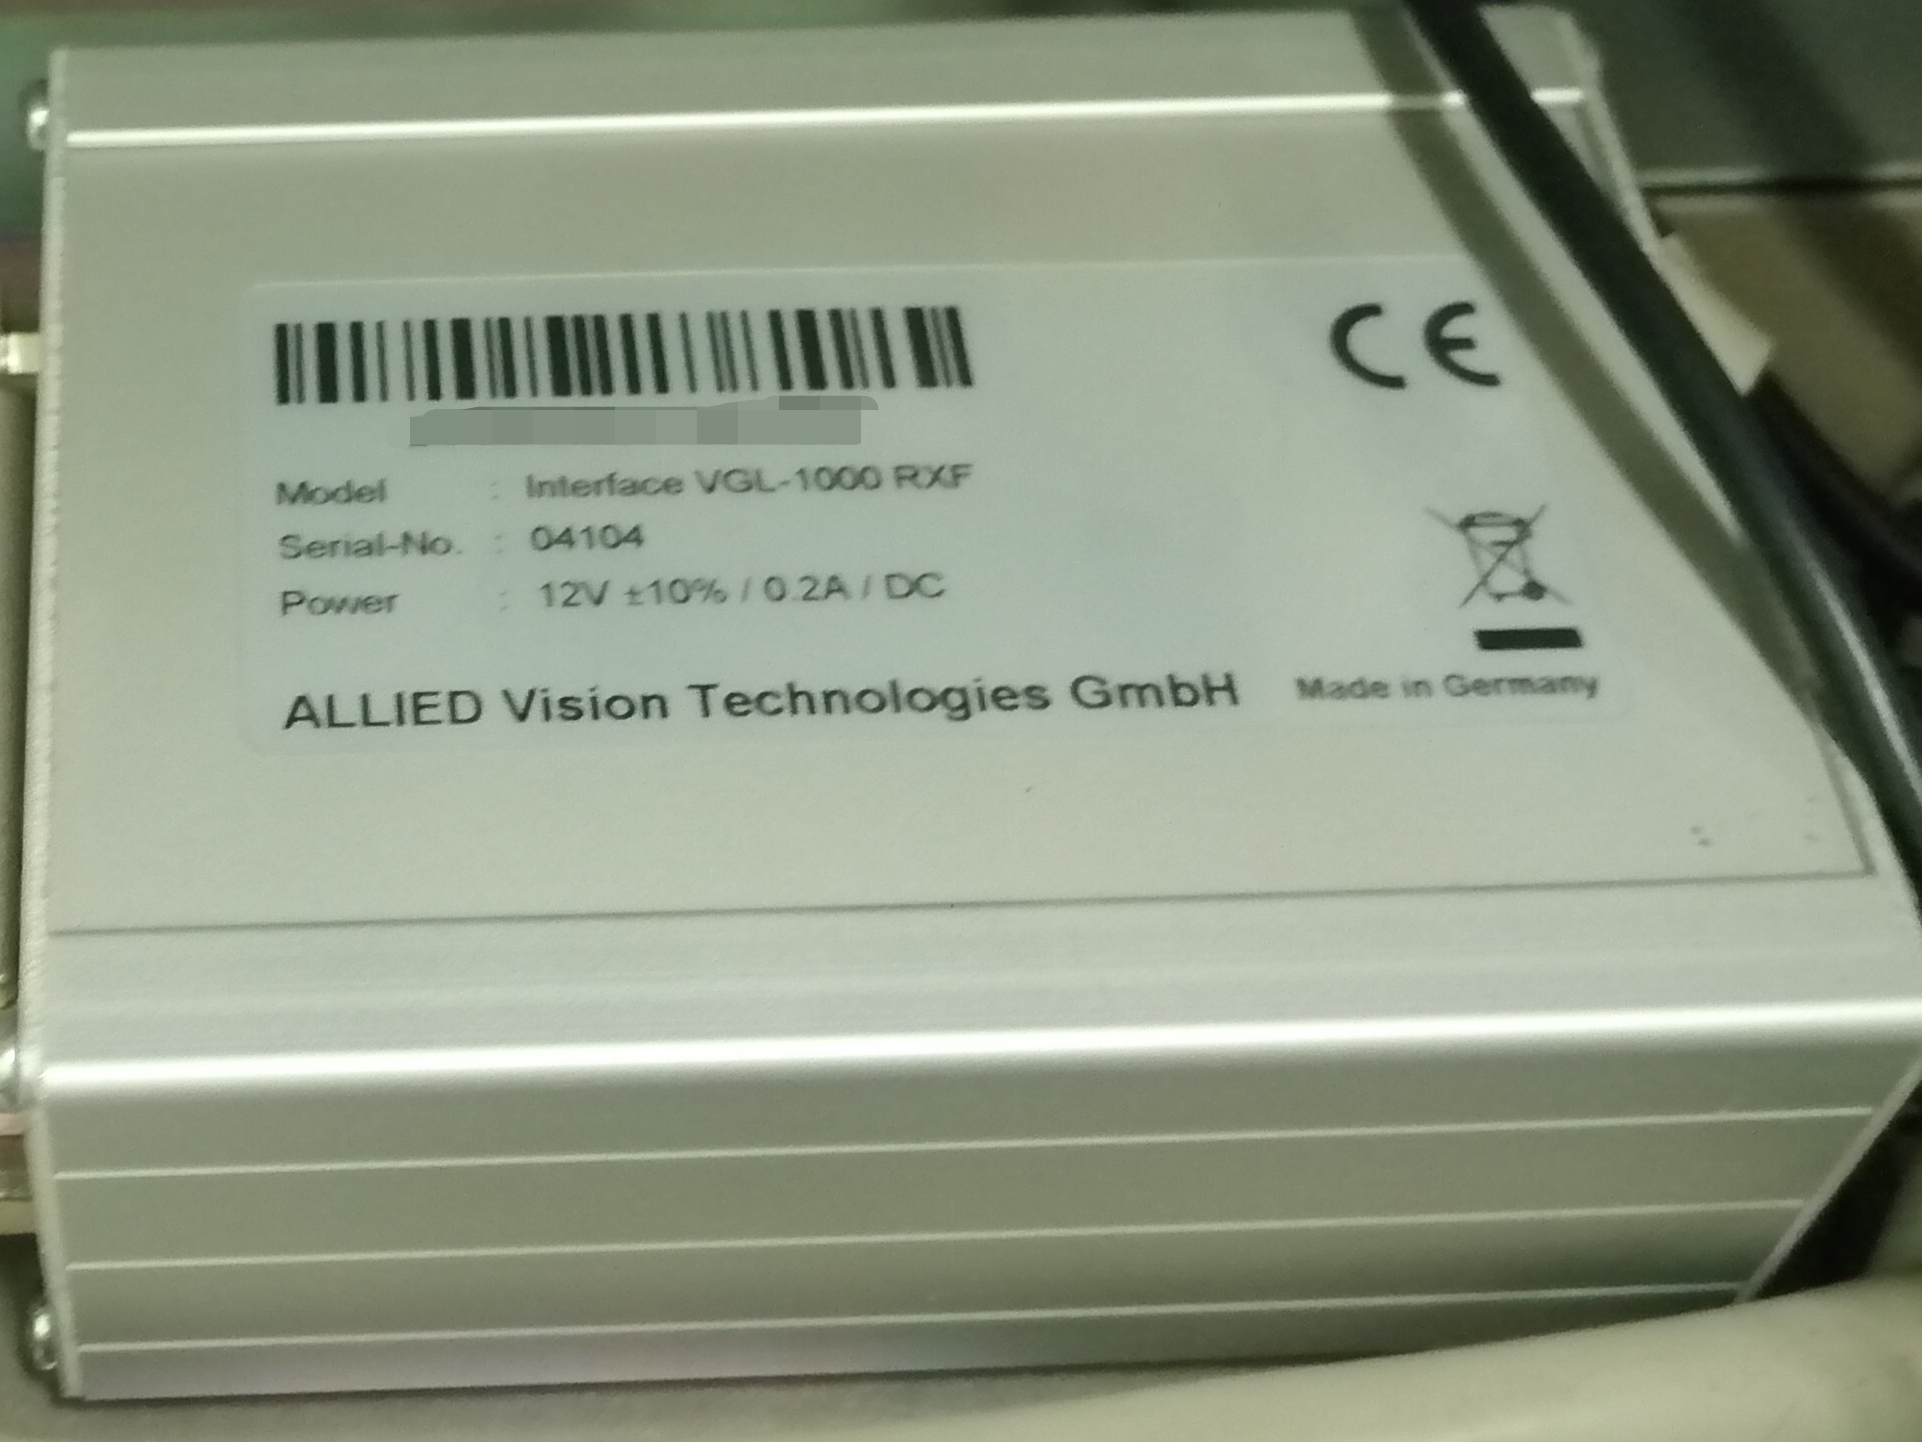 CE
Model : Interface VGL-1000 RXF
Serial-No. : 04104
Power : 12V ±10% / 0.2A / DC
ALLIED Vision Technologies GmbH
Made in Germany